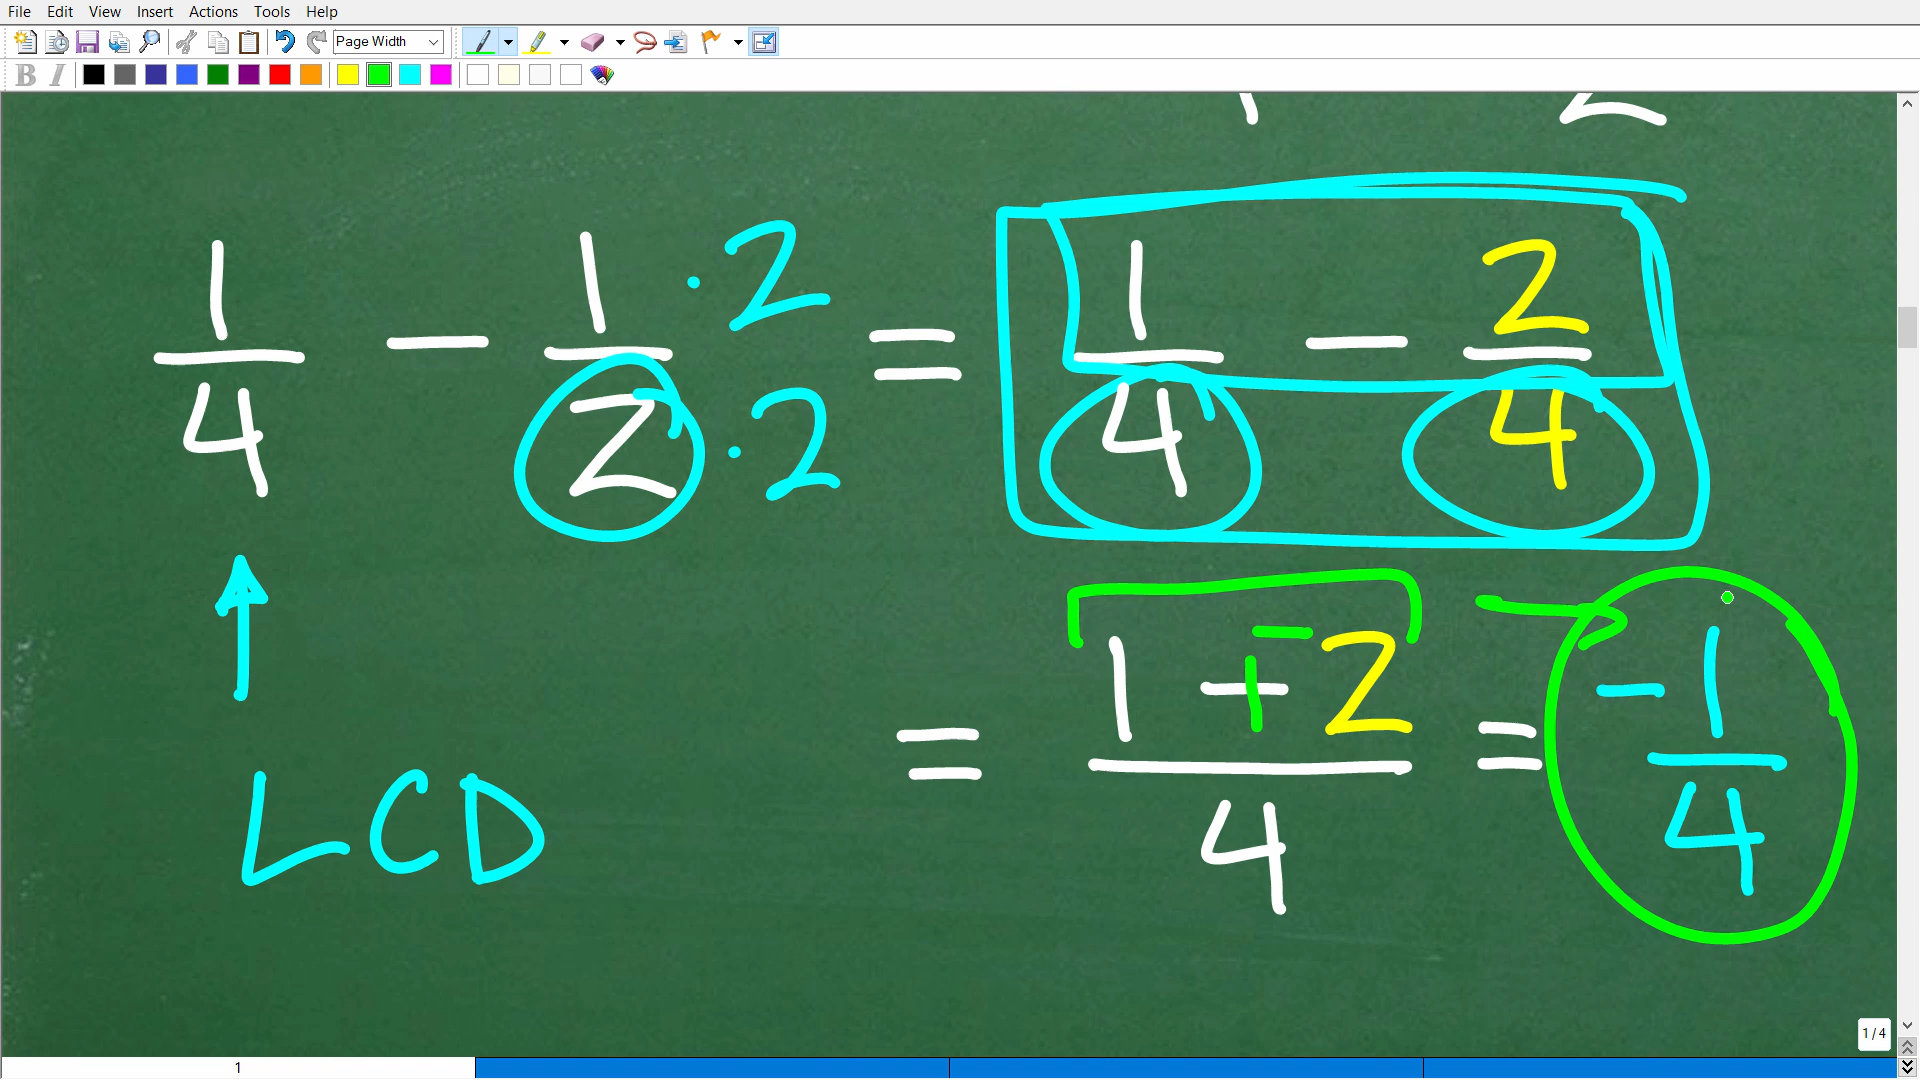 File Edit View Insert Actions Tools Help
Page Width
B I
1/4 - 1/2 · 2 / · 2 = 1/4 - 2/4
= 1 + -2 / 4 = -1/4
LCD
1 / 4
1